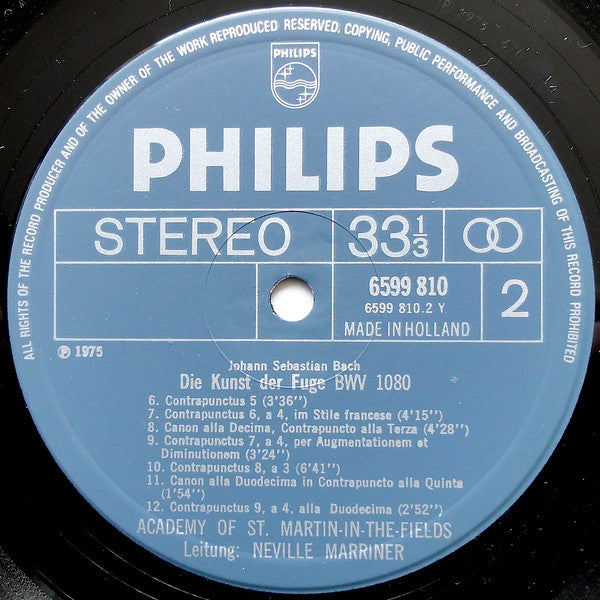 ALL RIGHTS OF THE RECORD PRODUCER AND OF THE OWNER OF THE WORK REPRODUCED RESERVED. COPYING, PUBLIC PERFORMANCE AND BROADCASTING OF THIS RECORD PROHIBITED
PHILIPS
PHILIPS
STEREO 33 1/3
6599 810
6599 810.2 Y
MADE IN HOLLAND
2
℗ 1975
Johann Sebastian Bach
Die Kunst der Fuge BWV 1080
6. Contrapunctus 5 (3'36'')
7. Contrapunctus 6, a 4, im Stile francese (4'15'')
8. Canon alla Decima, Contrapuncto alla Terza (4'28'')
9. Contrapunctus 7, a 4, per Augmentationem et
Diminutionem (3'24'')
10. Contrapunctus 8, a 3 (6'41'')
11. Canon alla Duodecima in Contrapuncto alla Quinta
(1'54'')
12. Contrapunctus 9, a 4, alla Duodecima (2'52'')
ACADEMY OF ST. MARTIN-IN-THE-FIELDS
Leitung: NEVILLE MARRINER